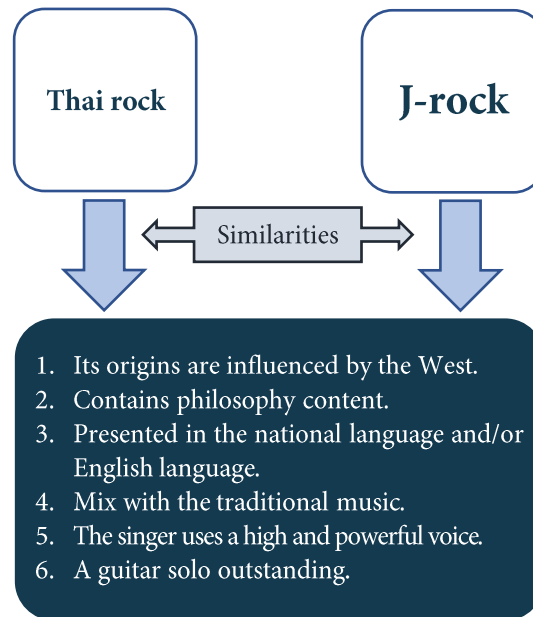 Thai rock
J-rock
Similarities
1. Its origins are influenced by the West.
2. Contains philosophy content.
3. Presented in the national language and/or
English language.
4. Mix with the traditional music.
5. The singer uses a high and powerful voice.
6. A guitar solo outstanding.